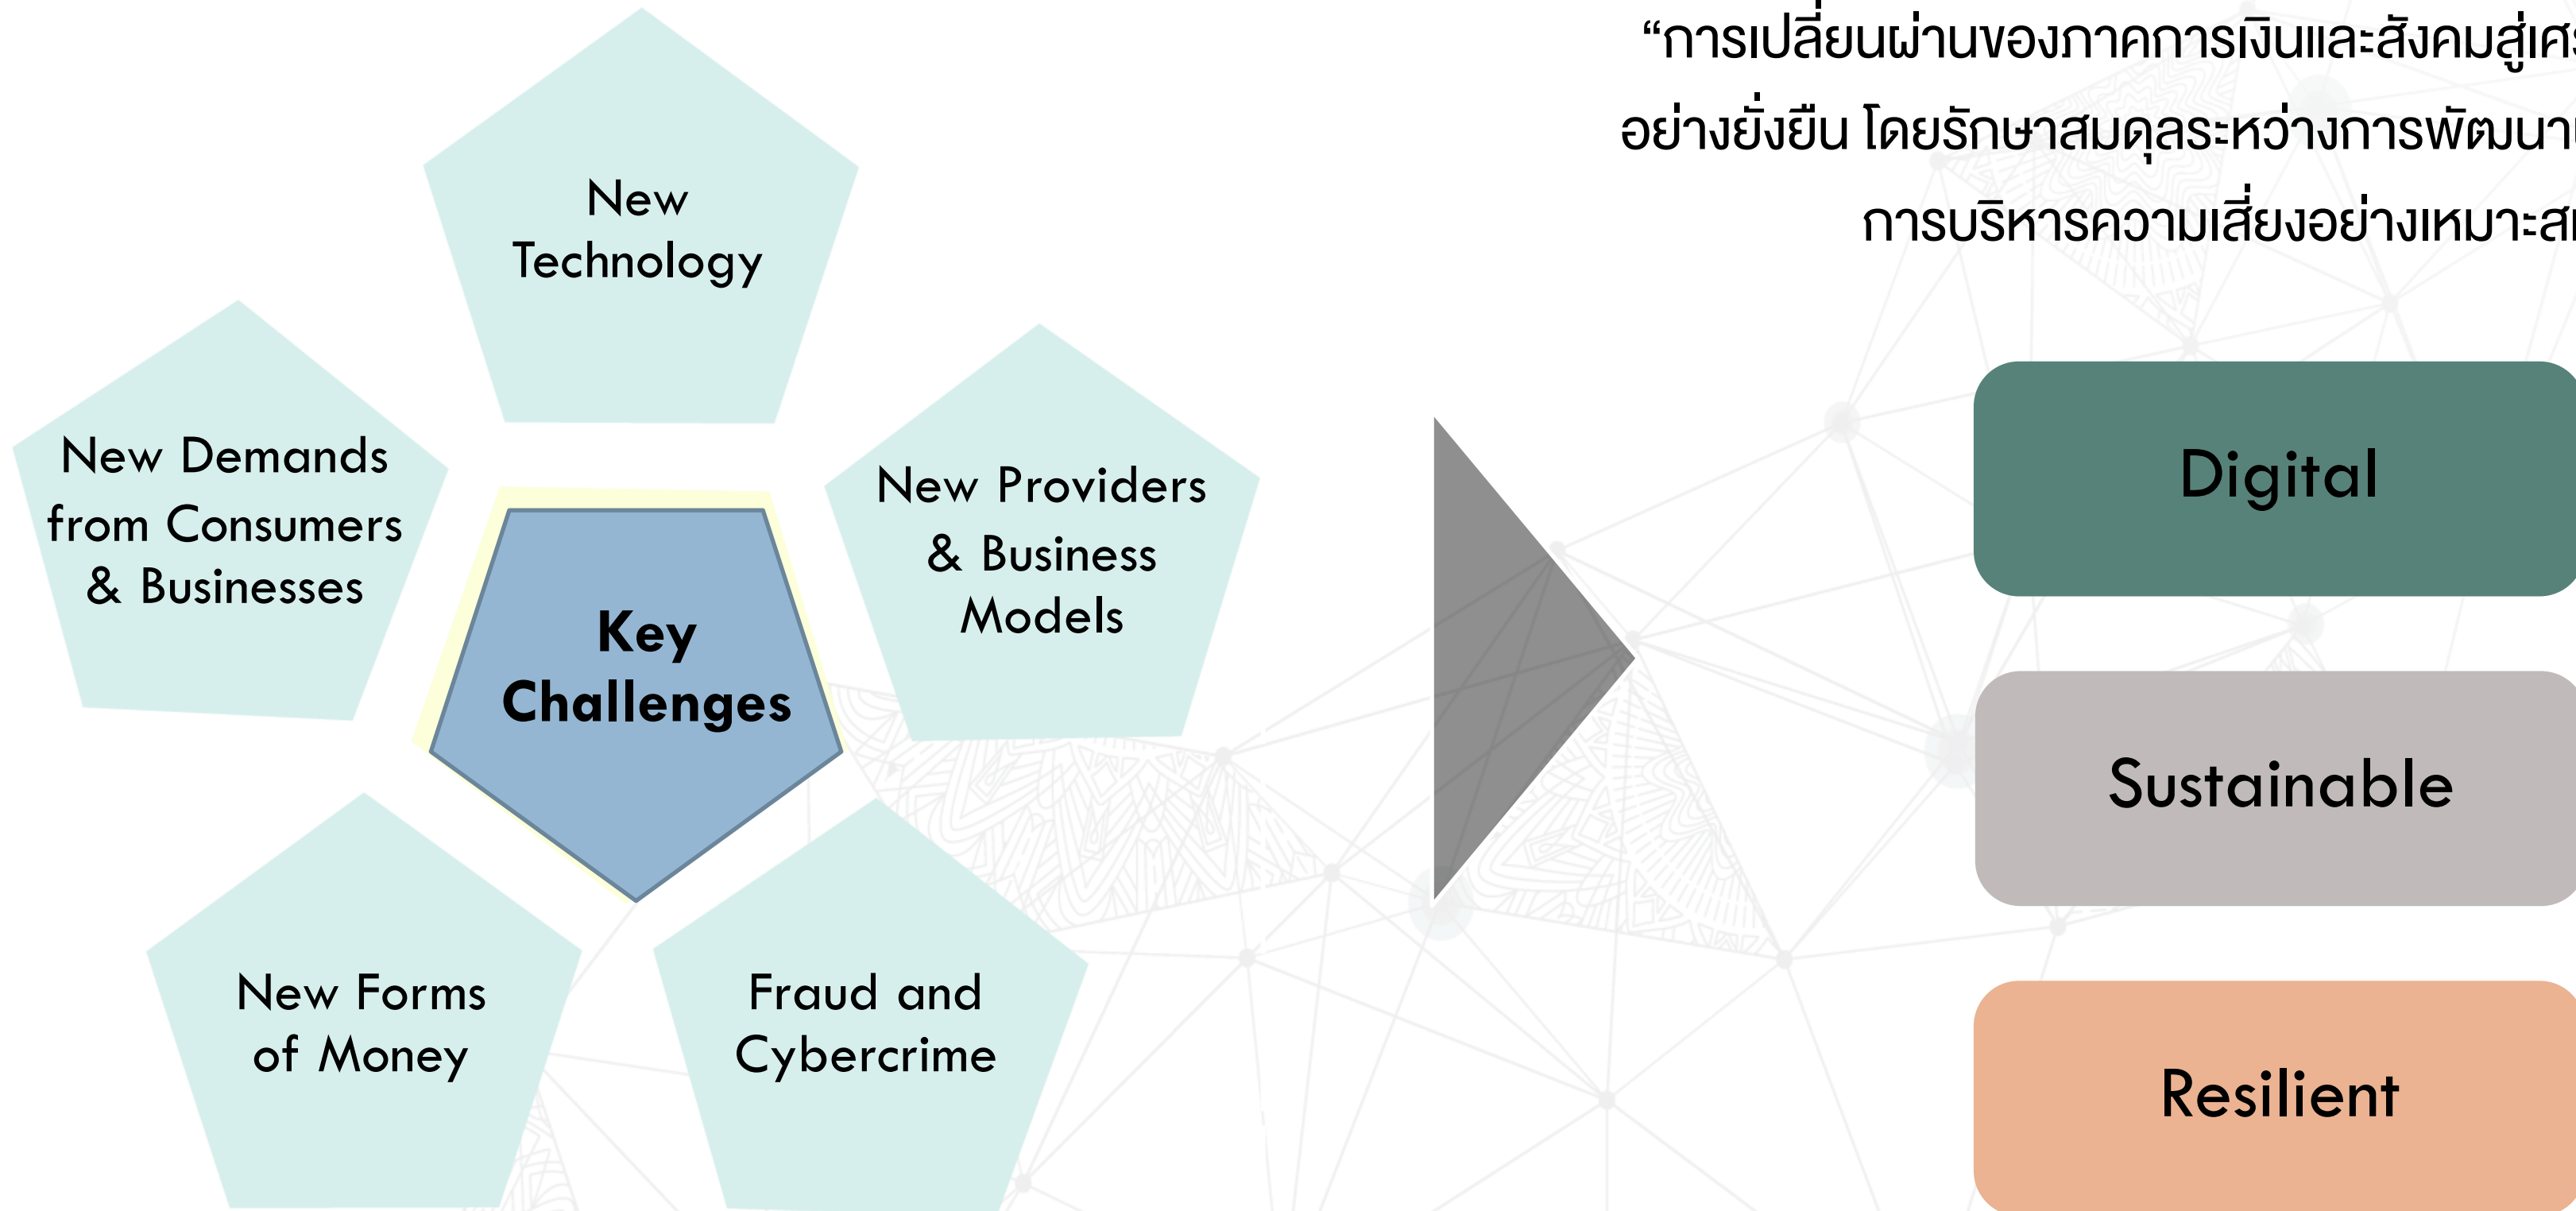 “การเปลี่ยนผ่านของภาคการเงินและสังคมสู่
อย่างยั่งยืน โดยรักษาสมดุลระหว่างการพัฒนา
การบริหารความเสี่ยงอย่าง
New
Technology
New Demands
from Consumers
& Businesses
New Providers
& Business
Models
Key
Challenges
New Forms
of Money
Fraud and
Cybercrime
Digital
Sustainable
Resilient